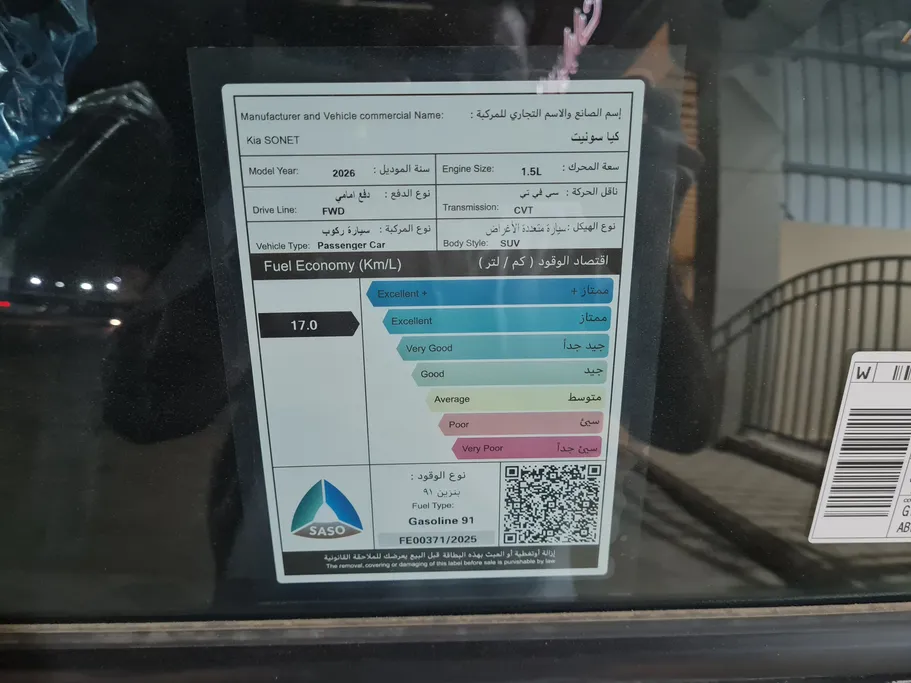 Manufacturer and Vehicle commercial Name: إسم الصانع والاسم التجاري للمركبة :
Kia SONET كيا سونيت
Model Year: 2026 سنة الموديل :
Engine Size: 1.5L سعة المحرك :
نوع الدفع : دفع أمامي
Drive Line: FWD
ناقل الحركة : سي في تي
Transmission: CVT
نوع المركبة : سيارة ركوب
Vehicle Type: Passenger Car
نوع الهيكل : سيارة متعددة الأغراض
Body Style: SUV
Fuel Economy (Km/L) اقتصاد الوقود ( كم / لتر )
Excellent + ممتاز +
17.0
Excellent ممتاز
Very Good جيد جداً
Good جيد
Average متوسط
Poor سيئ
Very Poor سيئ جداً
نوع الوقود :
بنزين ٩١
Fuel Type:
Gasoline 91
FE00371/2025
SASO
إزالة أو تغطية أو العبث بهذه البطاقة قبل البيع يعرضك للملاحقة القانونية
The removal, covering or damaging of this label before sale is punishable by law
W
G
AB